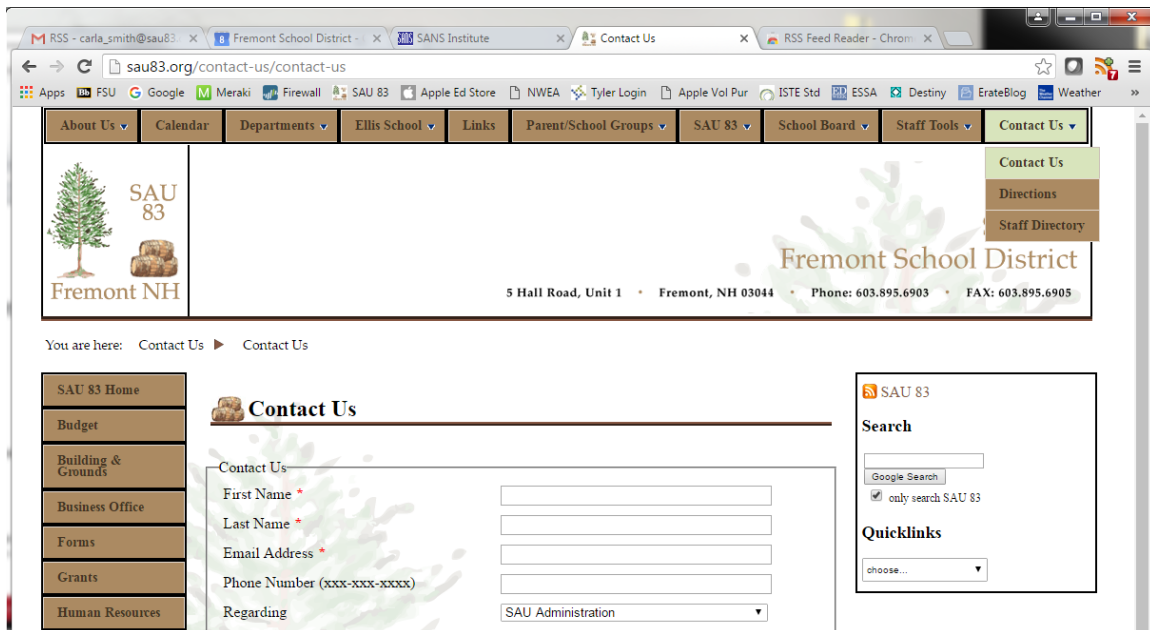 RSS - carla_smith@sau83.
Fremont School District -
SANS Institute
Contact Us
RSS Feed Reader - Chrom
sau83.org/contact-us/contact-us
7
Apps FSU Google Meraki Firewall SAU 83 Apple Ed Store NWEA Tyler Login Apple Vol Pur ISTE Std ESSA Destiny ErateBlog Weather »
About Us Calendar Departments Ellis School Links Parent/School Groups SAU 83 School Board Staff Tools Contact Us
Contact Us
Directions
Staff Directory
SAU
83
Fremont NH
Fremont School District
5 Hall Road, Unit 1 • Fremont, NH 03044 • Phone: 603.895.6903 • FAX: 603.895.6905
You are here: Contact Us Contact Us
SAU 83 Home
Budget
Building &
Grounds
Business Office
Forms
Grants
Human Resources
Contact Us
Contact Us
First Name *
Last Name *
Email Address *
Phone Number (xxx-xxx-xxxx)
Regarding SAU Administration
SAU 83
Search
Google Search
only search SAU 83
Quicklinks
choose...